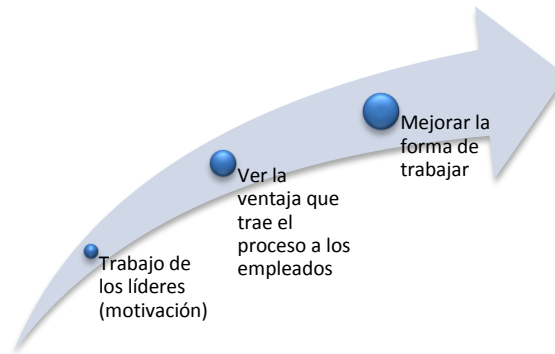 Trabajo de
los líderes
(motivación)
Ver la
ventaja que
trae el
proceso a los
empleados
Mejorar la
forma de
trabajar